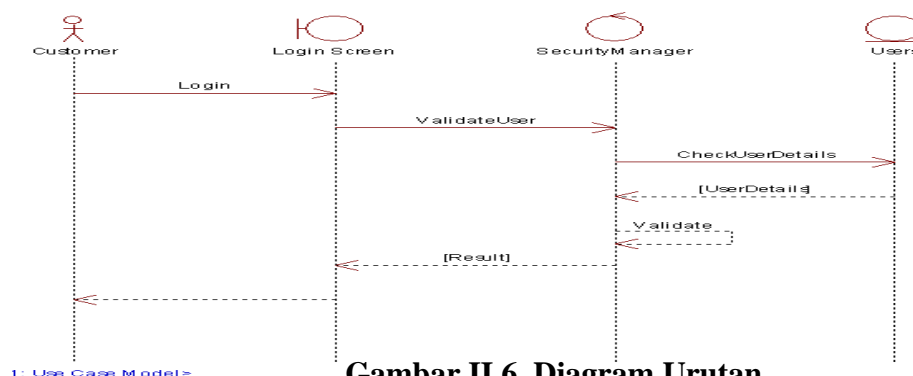 Customer
Login Screen
SecurityManager
Users
Login
ValidateUser
CheckUserDetails
[UserDetails]
Validate
[Result]
1: Use Case Model>
Gambar II.6. Diagram Urutan